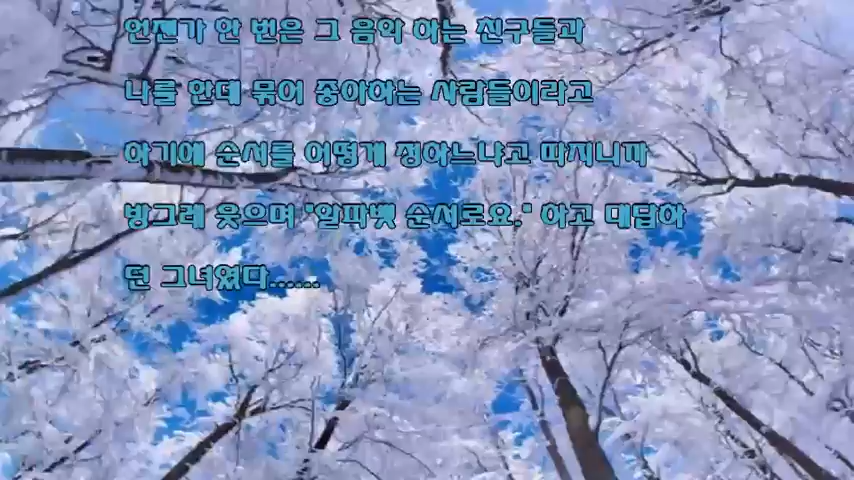 언젠가 한 번은 그 음악 하는 친구들과
나를 한데 묶어 좋아하는 사람들이라고
하기에 순서를 어떻게 정하느냐고 따지니까
방그레 웃으며 "알파벳 순서로요." 하고 대답하
던 그녀였다......